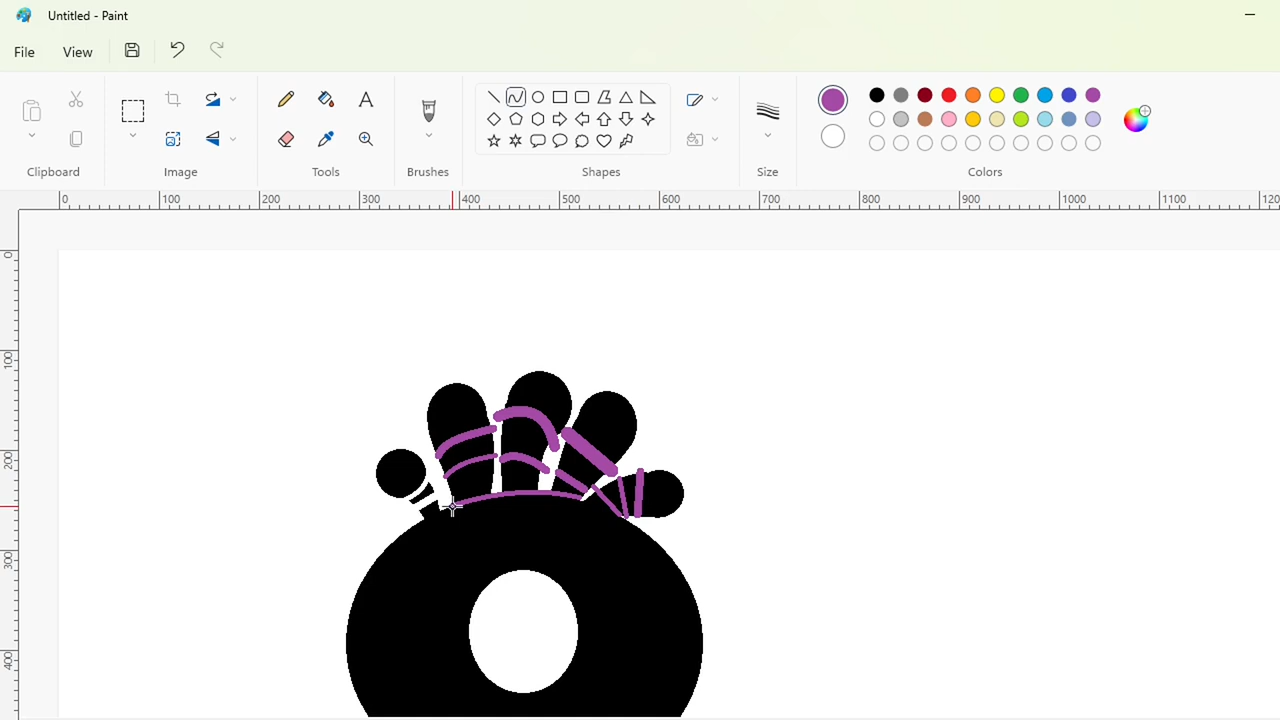 Untitled - Paint
File View
A
Clipboard Image Tools Brushes Shapes Size Colors
0 100 200 300 400 500 600 700 800 900 1000 1100 120
0
100
200
300
400